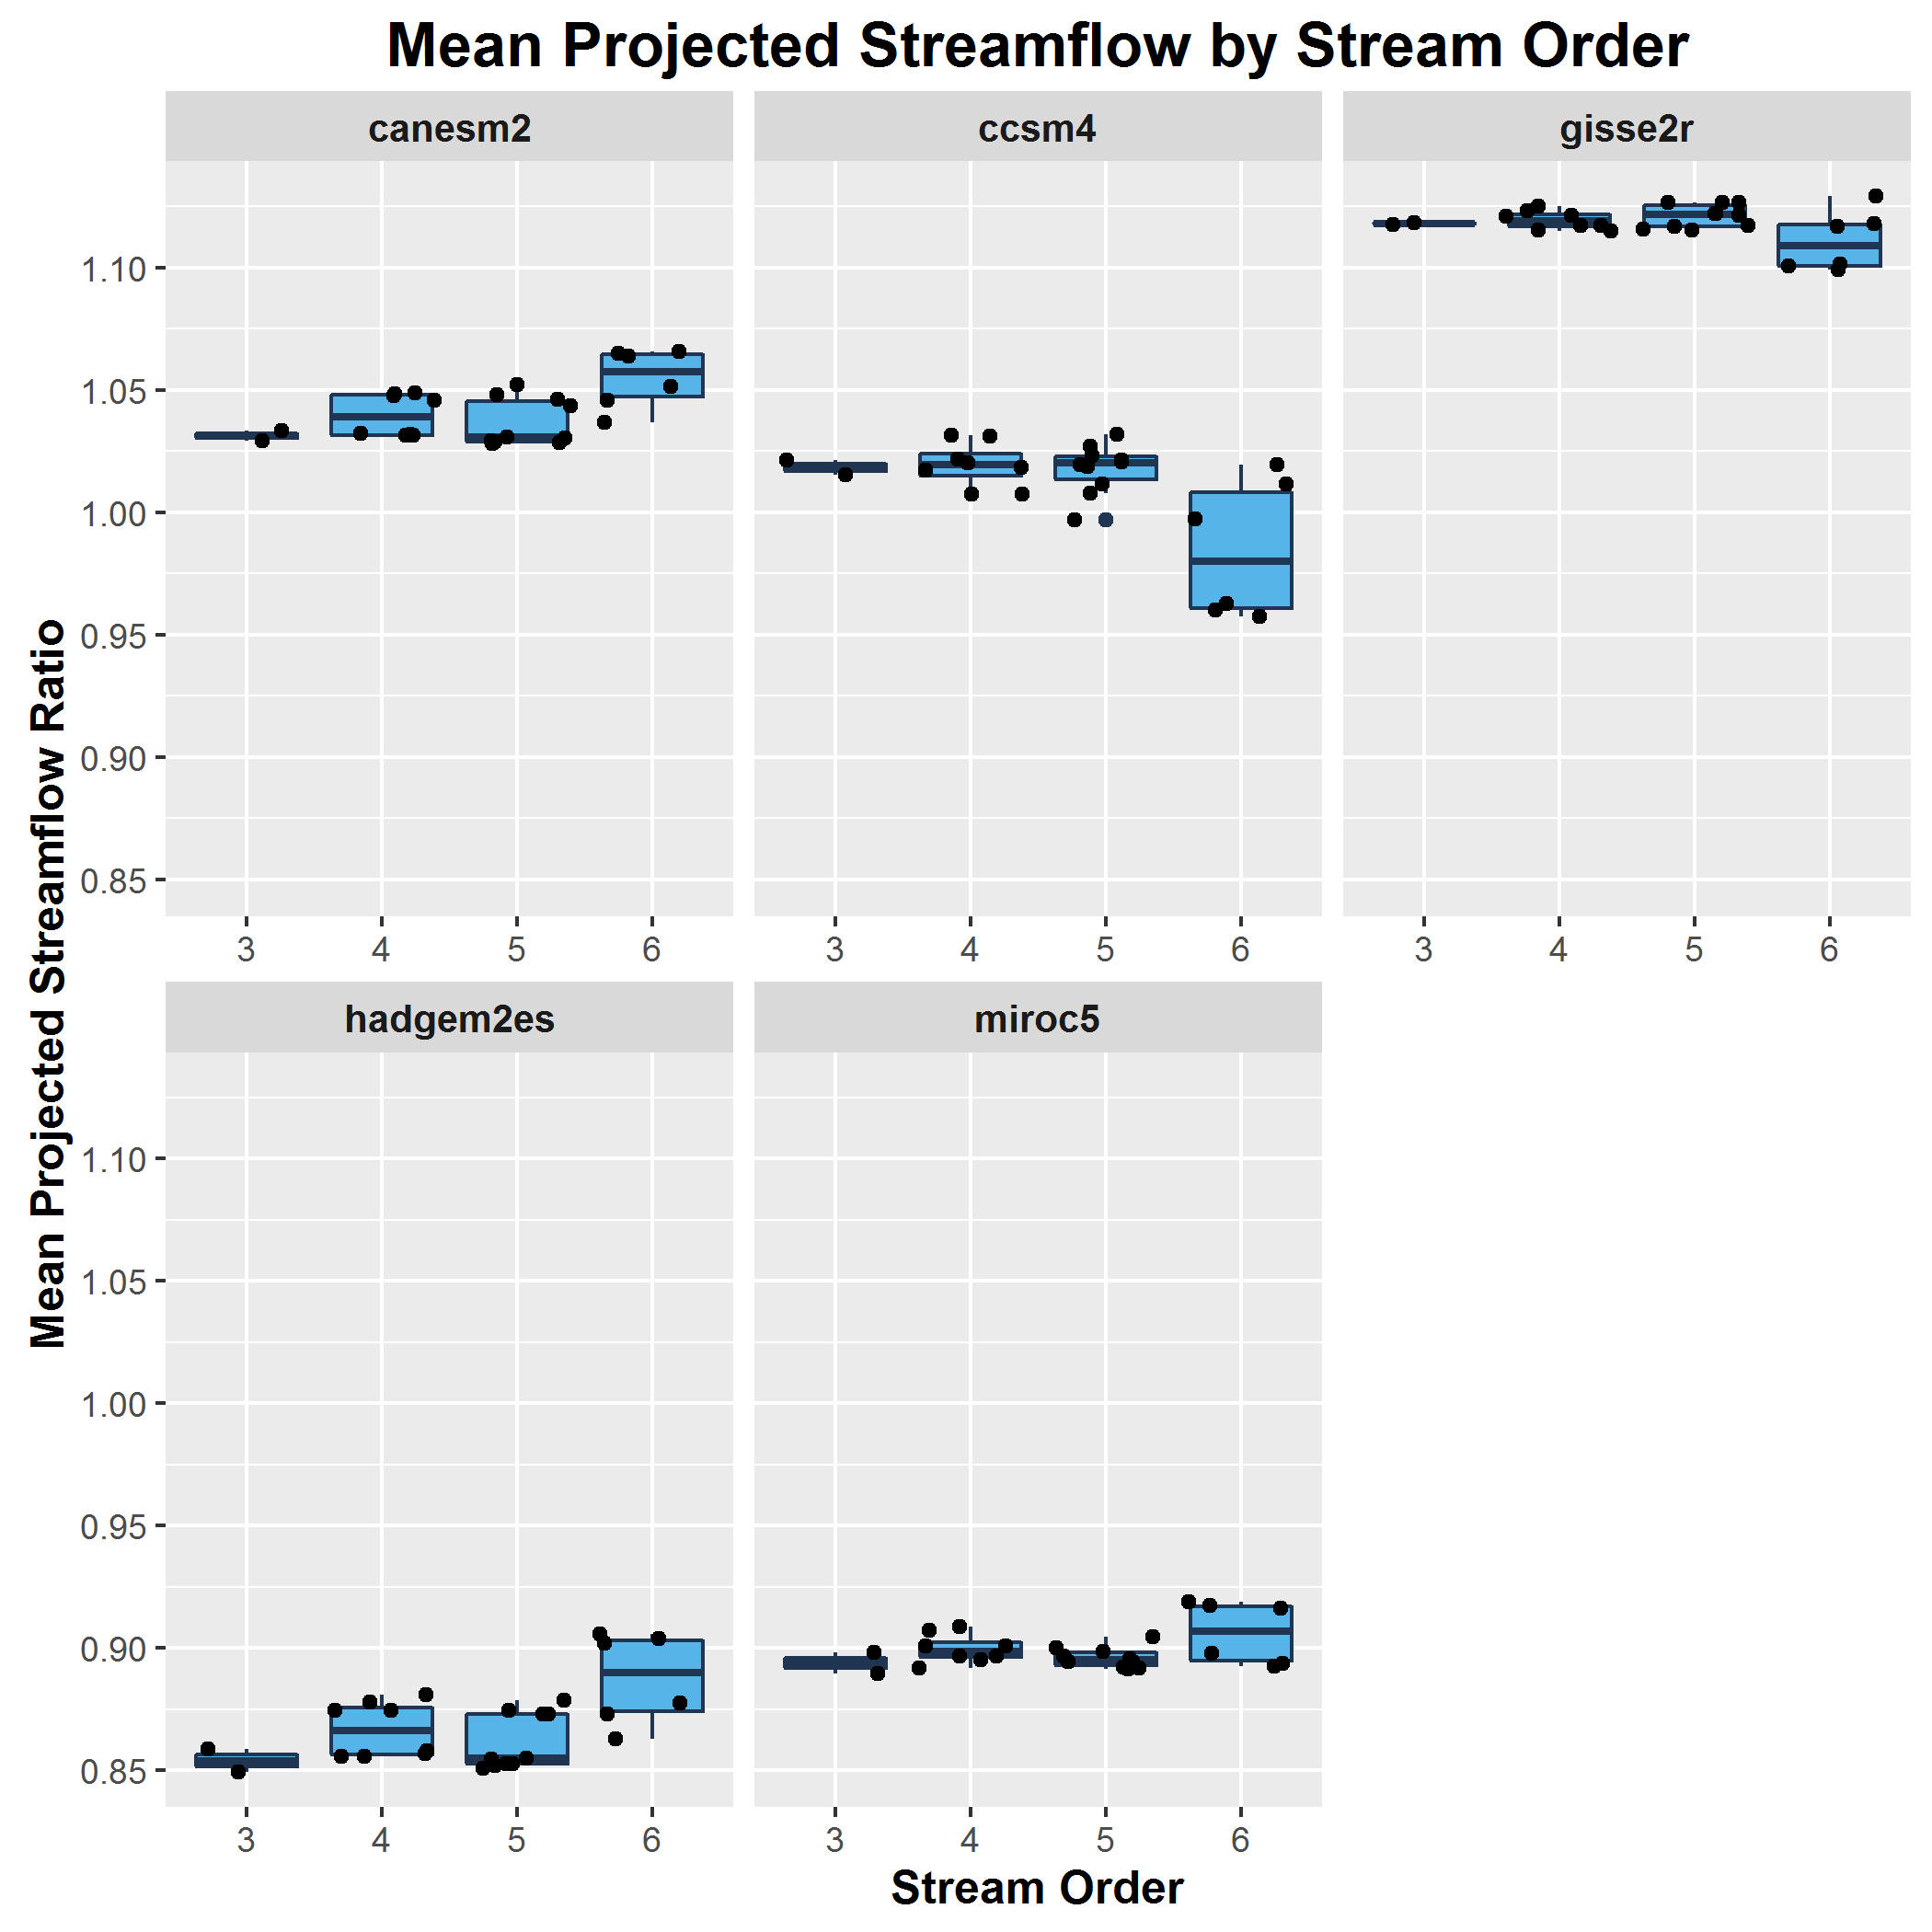 Mean Projected Streamflow by Stream Order
canesm2 ccsm4 gisse2r
1.10
1.05
1.00
0.95
0.90
0.85
3 4 5 6 3 4 5 6 3 4 5 6
Mean Projected Streamflow Ratio
hadgem2es miroc5
1.10
1.05
1.00
0.95
0.90
0.85
3 4 5 6 3 4 5 6
Stream Order